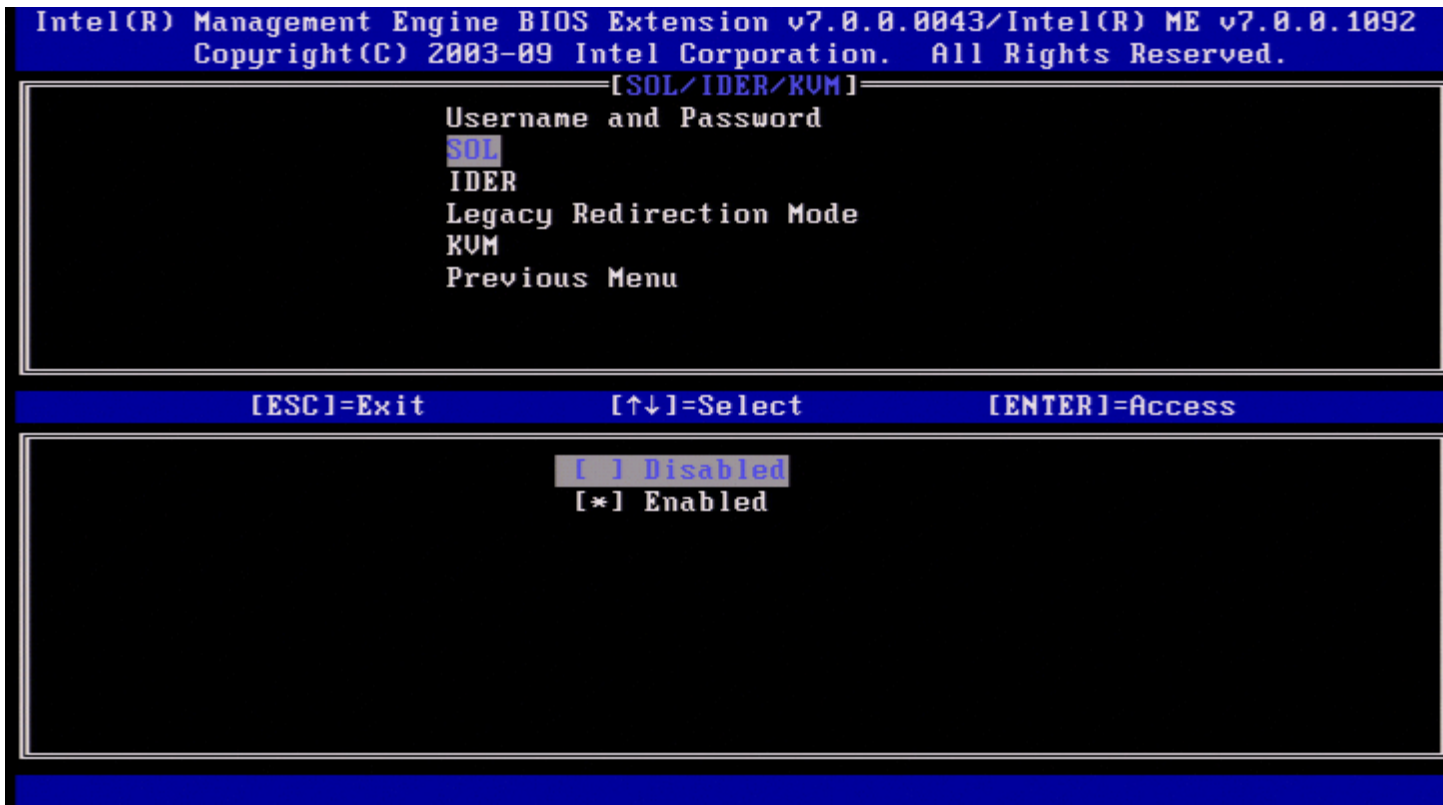 Intel(R) Management Engine BIOS Extension v7.0.0.0043/Intel(R) ME v7.0.0.1092
Copyright(C) 2003-09 Intel Corporation. All Rights Reserved.
[SOL/IDER/KVM]
Username and Password
SOL
IDER
Legacy Redirection Mode
KVM
Previous Menu
[ESC]=Exit [↑↓]=Select [ENTER]=Access
[ ] Disabled
[*] Enabled